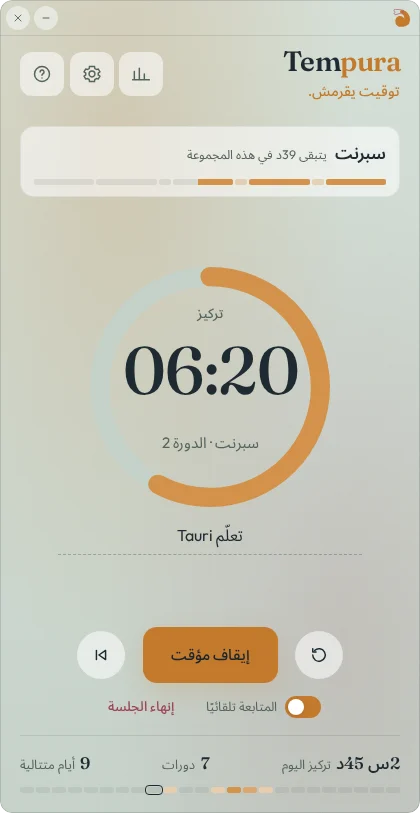 Tempura
توقيت يقرمش.
سبرنت يتبقى 39د في هذه المجموعة
تركيز
06:20
سبرنت · الدورة 2
تعلّم Tauri
إيقاف مؤقت
المتابعة تلقائيًا
إنهاء الجلسة
2س 45د تركيز اليوم
7 دورات
9 أيام متتالية